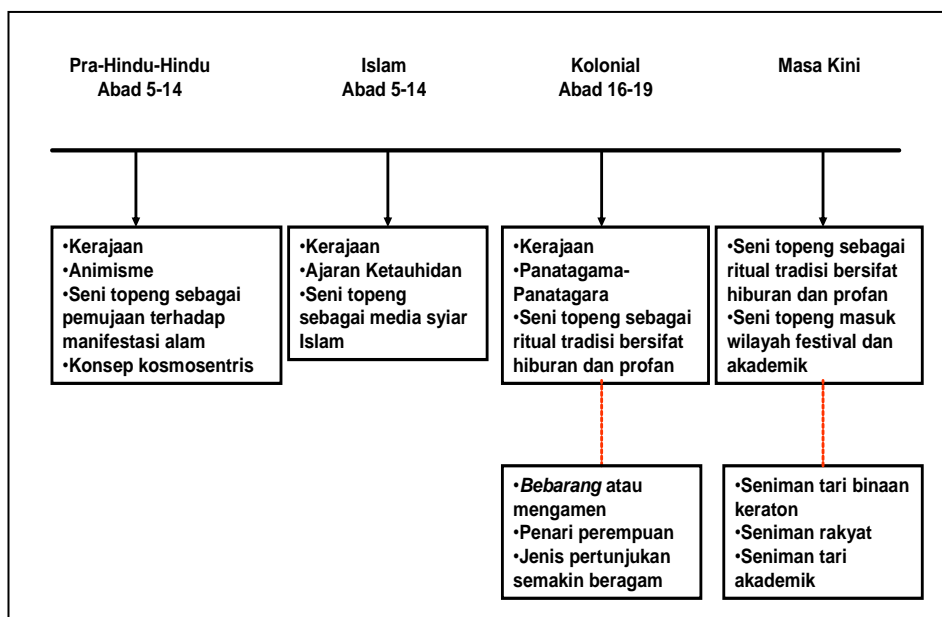 Pra-Hindu-Hindu
Abad 5-14
Islam
Abad 5-14
Kolonial
Abad 16-19
Masa Kini
•Kerajaan
•Animisme
•Seni topeng sebagai
pemujaan terhadap
manifestasi alam
•Konsep kosmosentris
•Kerajaan
•Ajaran Ketauhidan
•Seni topeng
sebagai media syiar
Islam
•Kerajaan
•Panatagama-
Panatagara
•Seni topeng sebagai
ritual tradisi bersifat
hiburan dan profan
•Seni topeng sebagai
ritual tradisi bersifat
hiburan dan profan
•Seni topeng masuk
wilayah festival dan
akademik
•Bebarang atau
mengamen
•Penari perempuan
•Jenis pertunjukan
semakin beragam
•Seniman tari binaan
keraton
•Seniman rakyat
•Seniman tari
akademik